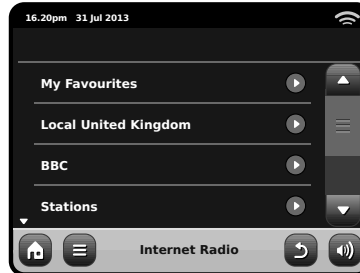 16.20pm 31 Jul 2013
My Favourites
Local United Kingdom
BBC
Stations
Internet Radio